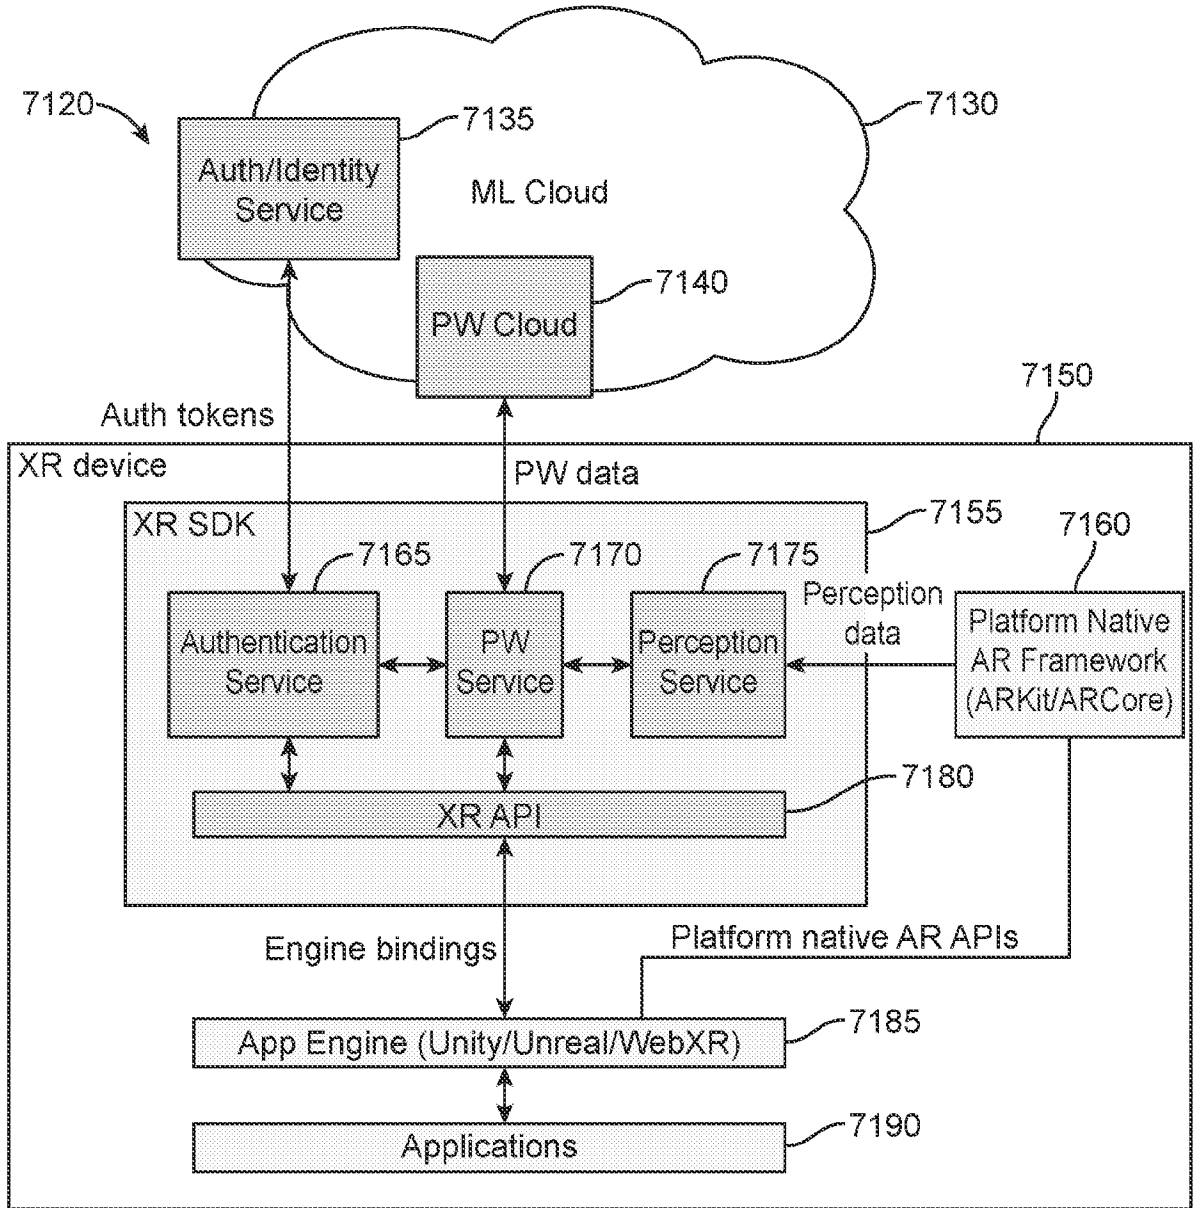 7120
7130
7135
Auth/Identity
Service
ML Cloud
7140
PW Cloud
7150
Auth tokens
XR device
PW data
XR SDK
7155
7160
7165
7170
7175
Perception
data
Authentication
Service
PW
Service
Perception
Service
Platform Native
AR Framework
(ARKit/ARCore)
7180
XR API
Engine bindings
Platform native AR APIs
7185
App Engine (Unity/Unreal/WebXR)
7190
Applications